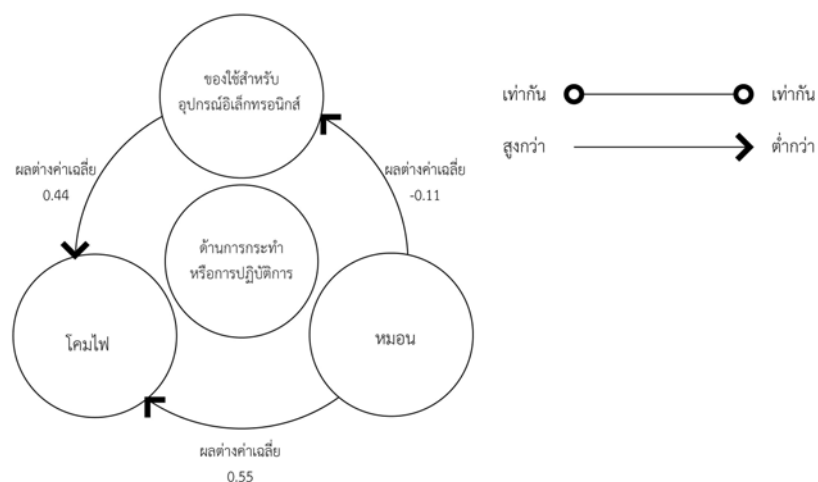 ของใช้สำหรับ
อุปกรณ์อิเล็กทรอนิกส์
เท่ากัน เท่ากัน
สูงกว่า ต่ำกว่า
ผลต่างค่าเฉลี่ย
0.44
ผลต่างค่าเฉลี่ย
-0.11
ด้านการกระทำ
หรือการปฏิบัติการ
โคมไฟ
หมอน
ผลต่างค่าเฉลี่ย
0.55